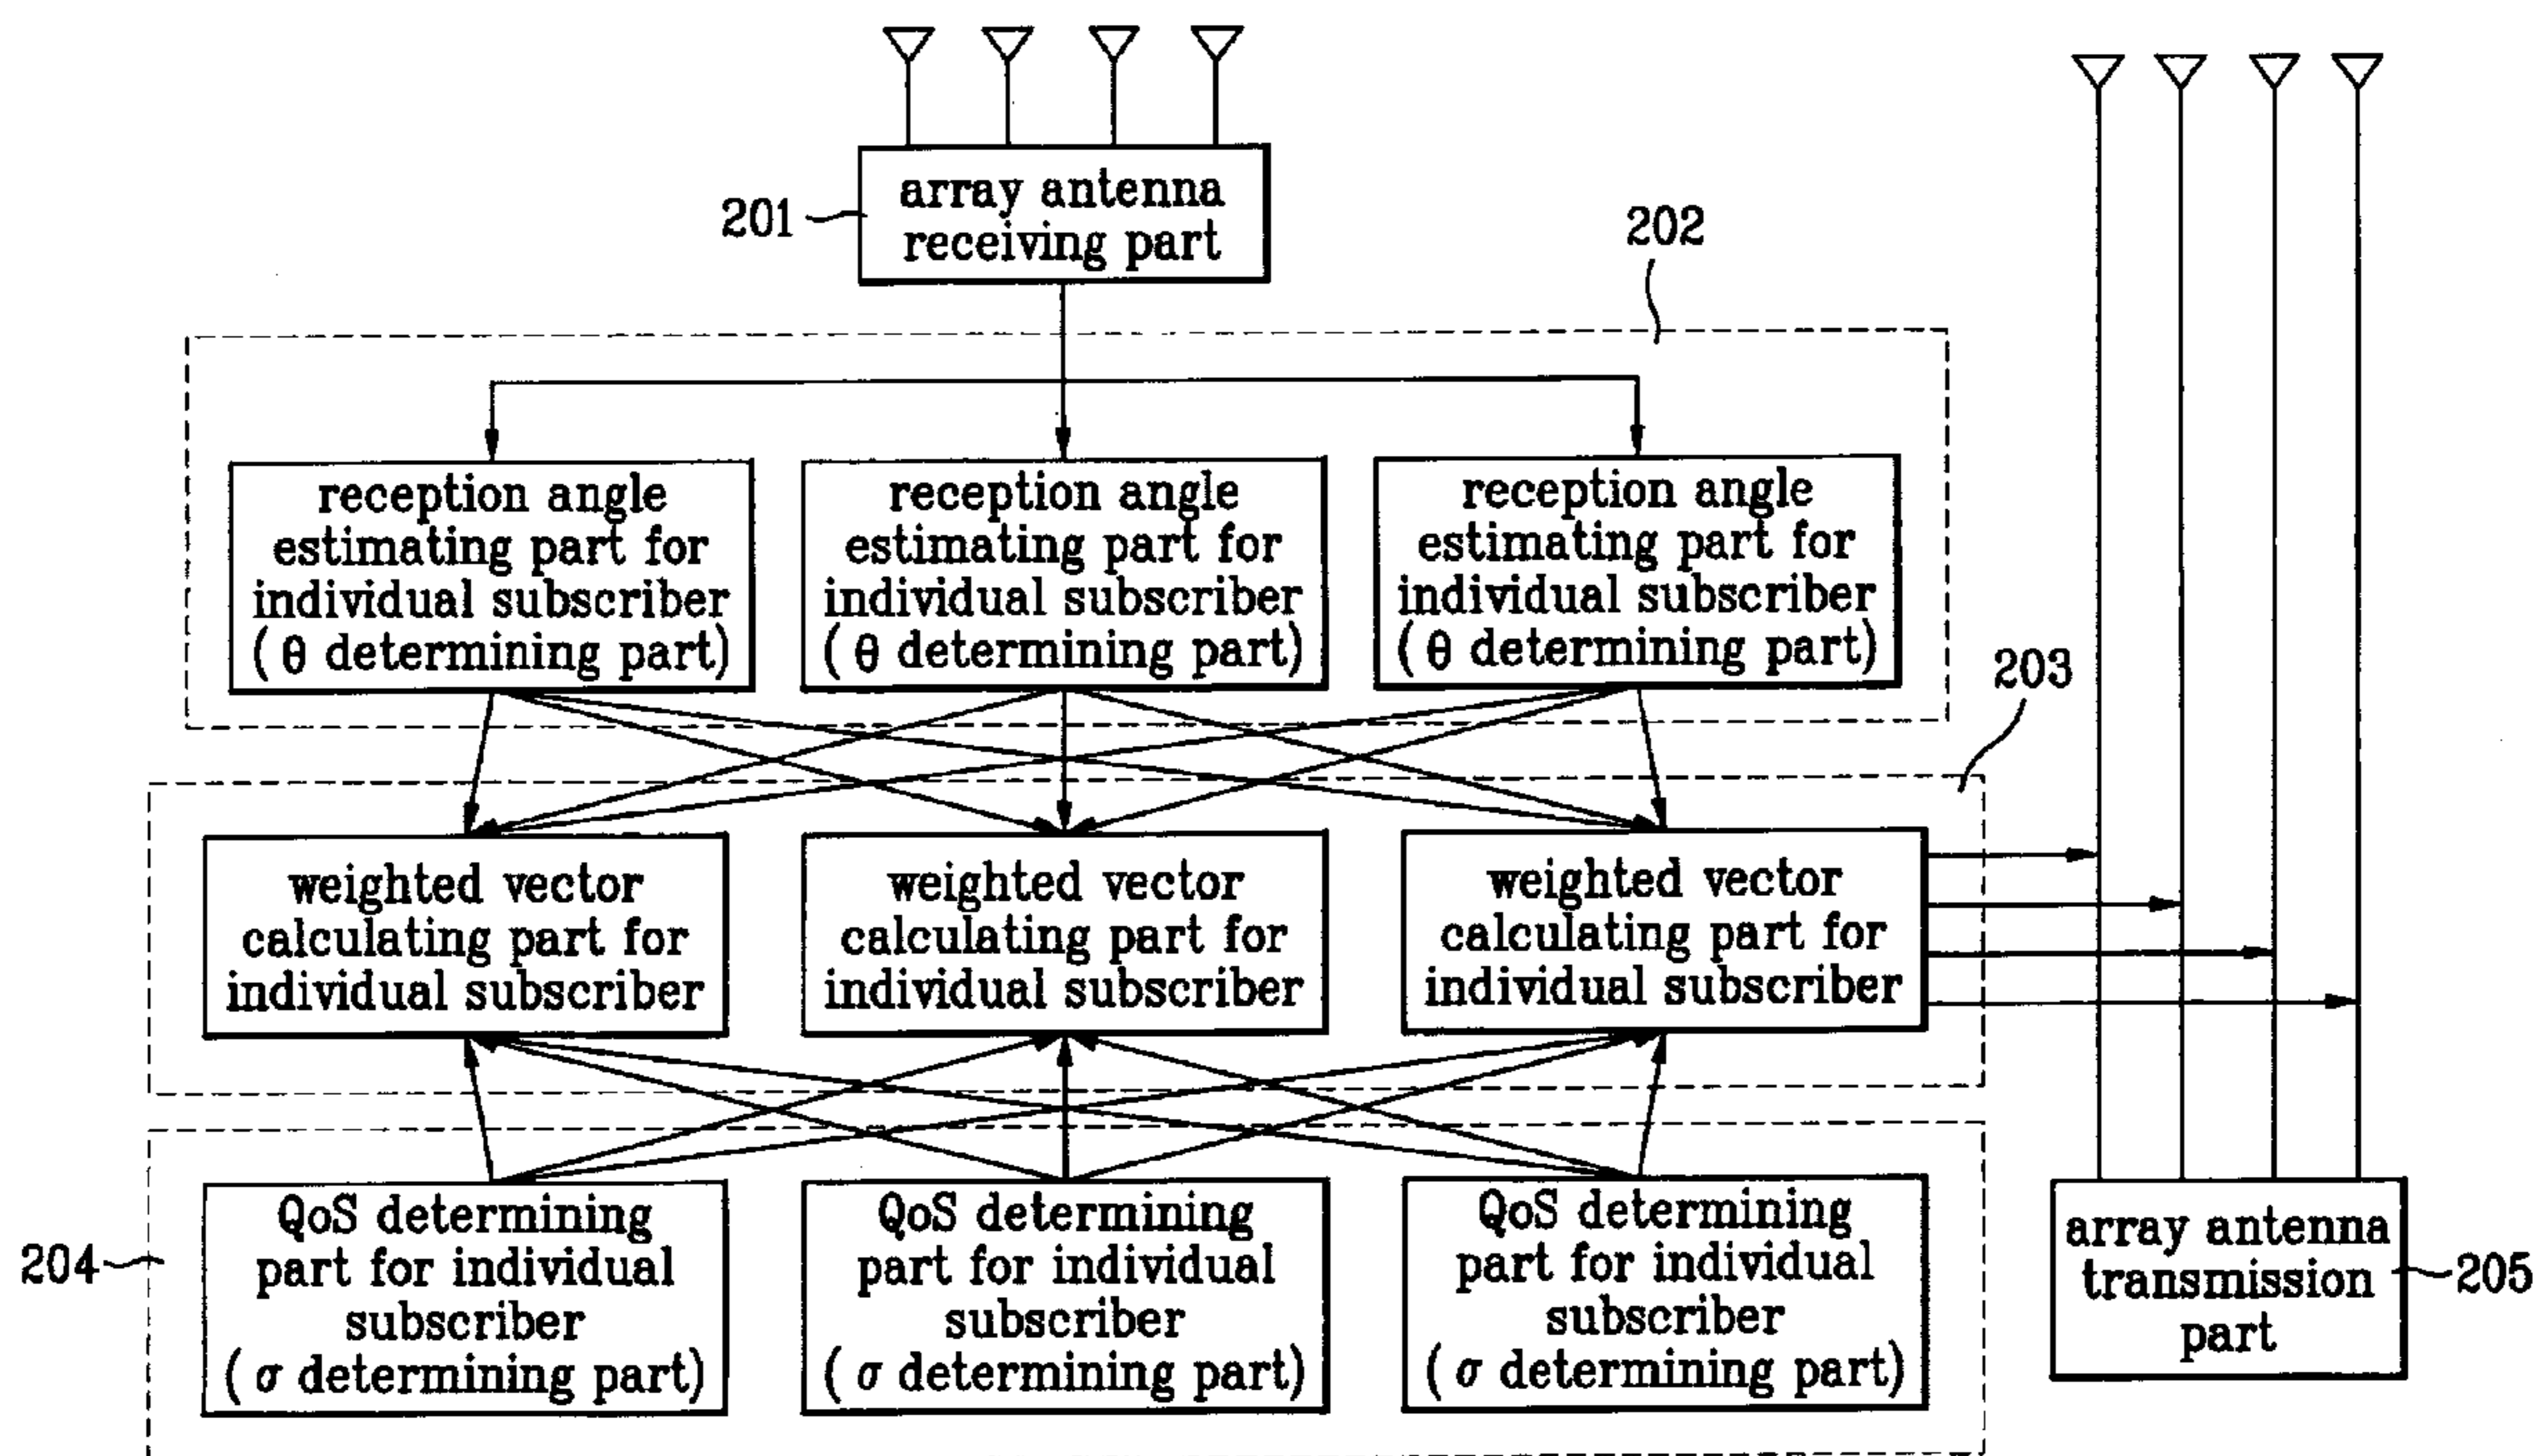 array antenna
receiving part
201
202
reception angle
estimating part for
individual subscriber
( θ determining part)
reception angle
estimating part for
individual subscriber
( θ determining part)
reception angle
estimating part for
individual subscriber
( θ determining part)
203
weighted vector
calculating part for
individual subscriber
weighted vector
calculating part for
individual subscriber
weighted vector
calculating part for
individual subscriber
204
QoS determining
part for individual
subscriber
( σ determining part)
QoS determining
part for individual
subscriber
( σ determining part)
QoS determining
part for individual
subscriber
( σ determining part)
array antenna
transmission
part
205